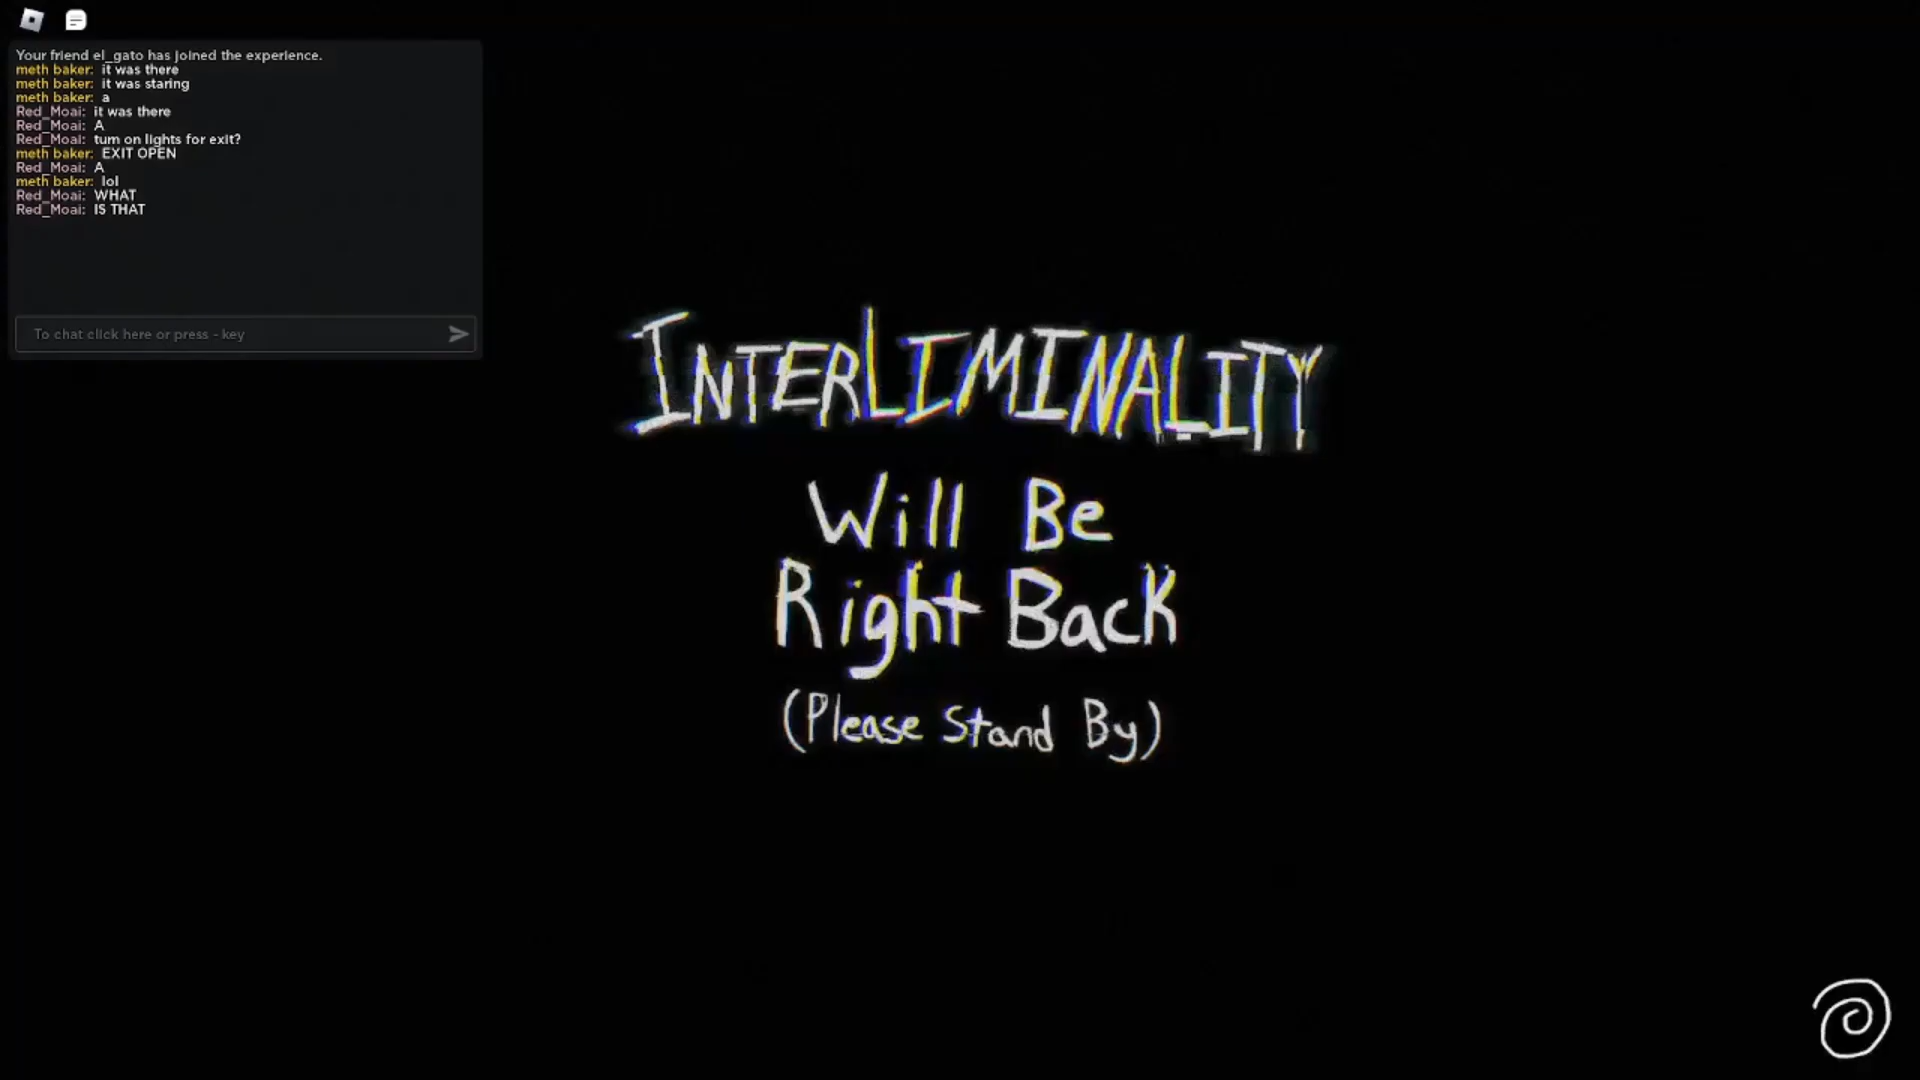 Your friend el_gato has joined the experience.
meth baker: it was there
meth baker: it was staring
meth baker: a
Red_Moai: it was there
Red_Moai: A
Red_Moai: turn on lights for exit?
meth baker: EXIT OPEN
Red_Moai: A
meth baker: lol
Red_Moai: WHAT
Red_Moai: IS THAT
To chat click here or press - key
INTERLIMINALITY
Will Be
Right Back
(Please Stand By)